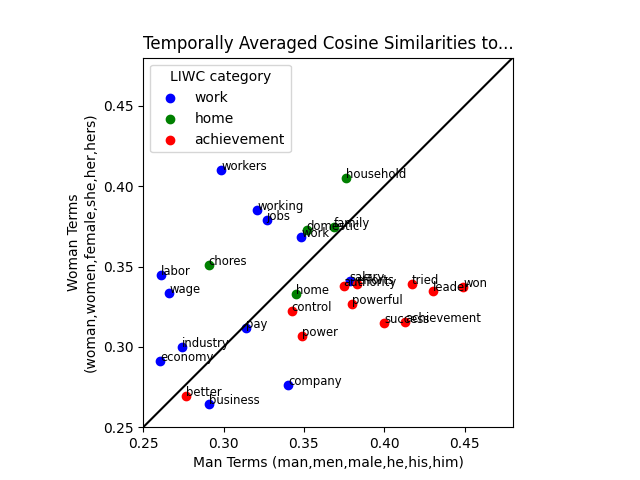 Temporally Averaged Cosine Similarities to...
LIWC category
work
home
achievement
0.45
0.40
0.35
0.30
0.25
Woman Terms
(woman,women,female,she,her,hers)
workers
household
working
jobs
family
domestic
work
chores
labor
wage
home
salary
tried
won
leader
powerful
control
success
achievement
pay
power
industry
economy
company
better
business
0.25
0.30
0.35
0.40
0.45
Man Terms (man,men,male,he,his,him)